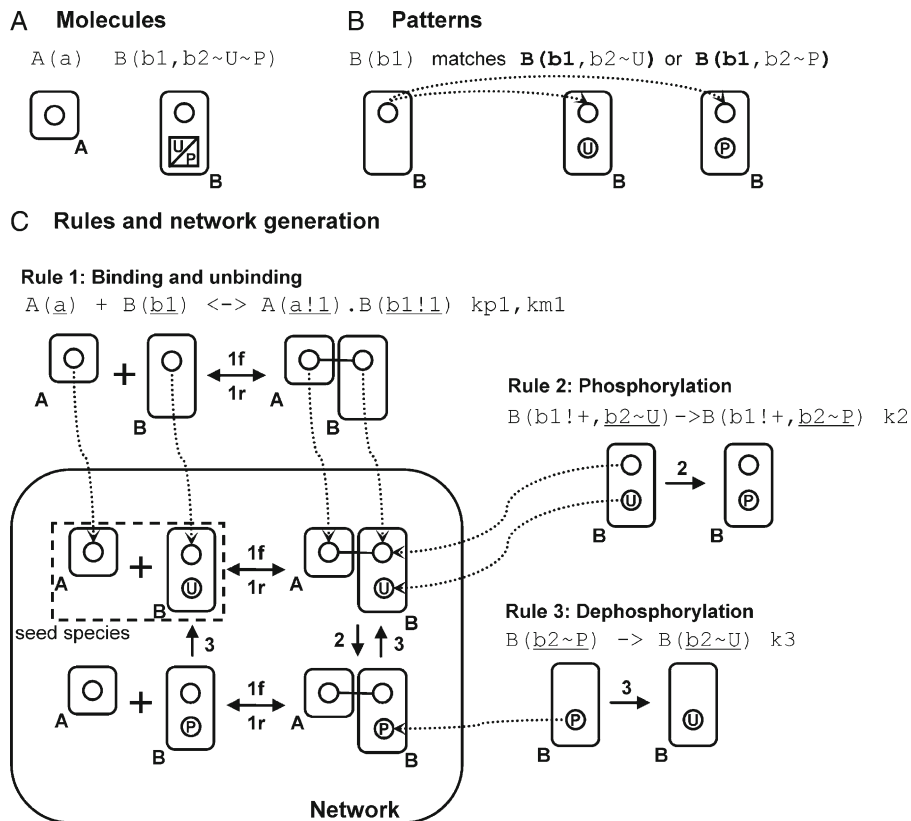 A Molecules
A(a) B(b1,b2~U~P)
A
U
P
B
B Patterns
B(b1) matches B(b1,b2~U) or B(b1,b2~P)
U
P
B
B
B
C Rules and network generation
Rule 1: Binding and unbinding
A(a) + B(b1) <-> A(a!1).B(b1!1) kp1,km1
+
1f
1r
A
B
A
B
Rule 2: Phosphorylation
B(b1!+,b2~U)->B(b1!+,b2~P) k2
2
U
P
B
B
+
1f
1r
A
U
B
A
U
B
seed species
3
2
3
Rule 3: Dephosphorylation
B(b2~P) -> B(b2~U) k3
3
P
U
B
B
+
1f
1r
A
P
B
A
P
B
Network